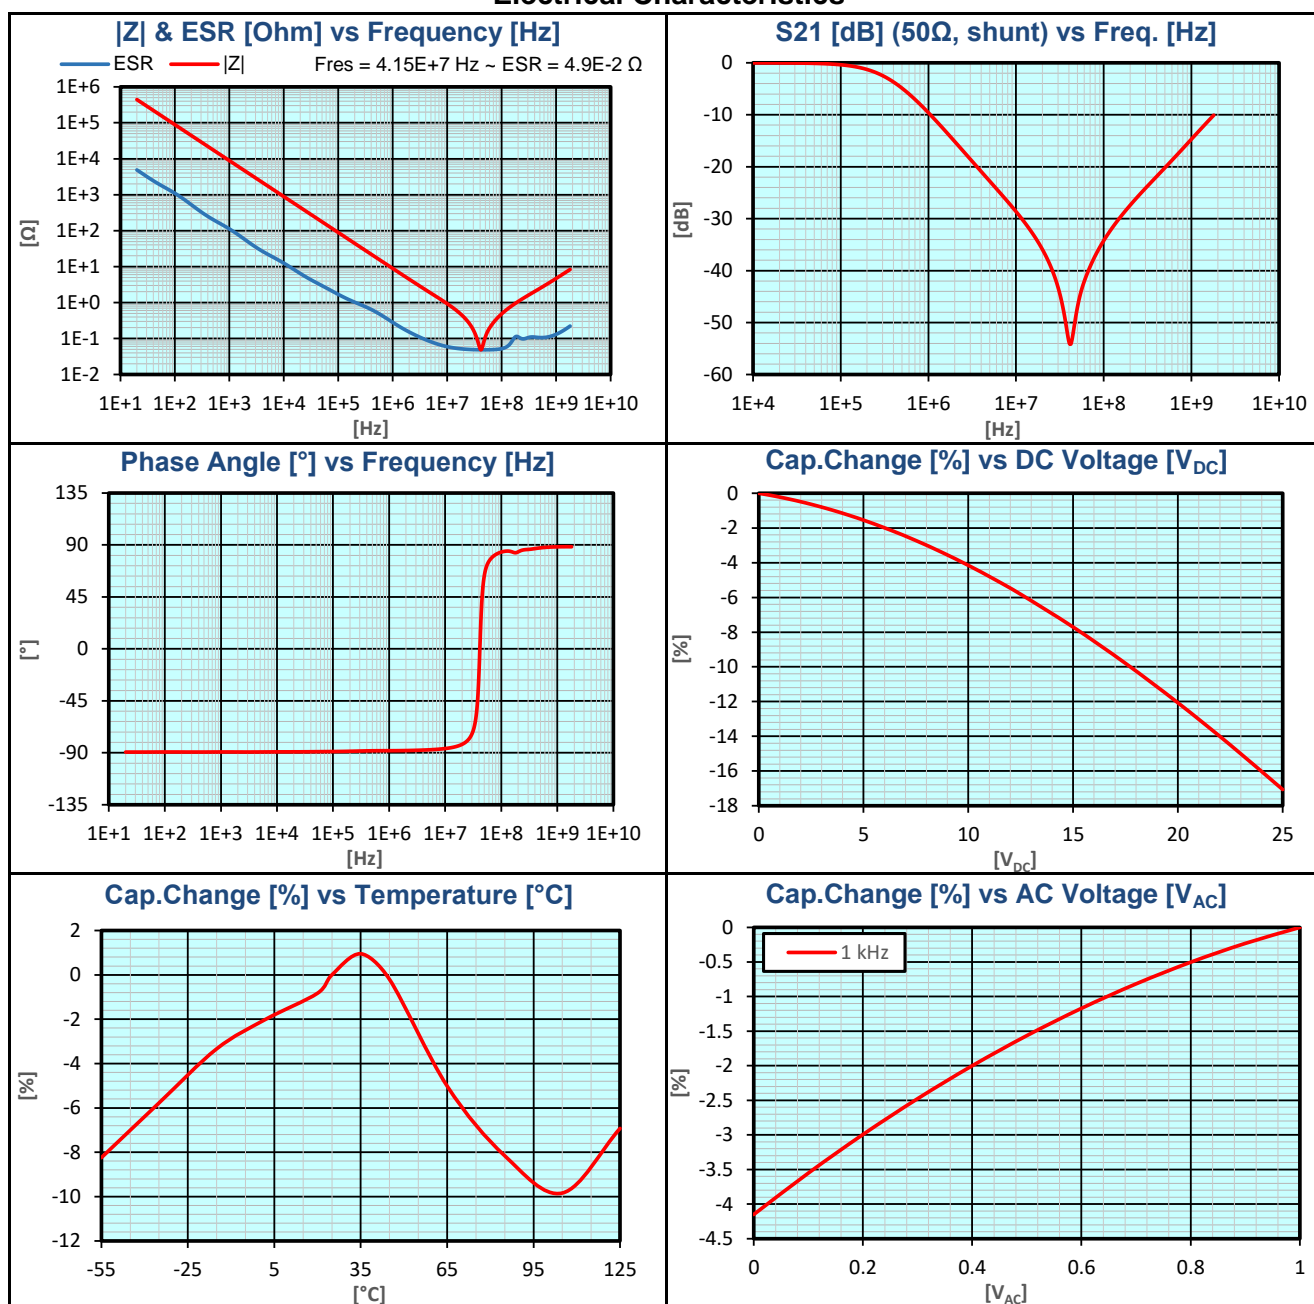 |Z| & ESR [Ohm] vs Frequency [Hz]
ESR |Z| Fres = 4.15E+7 Hz ~ ESR = 4.9E-2 Ω
1E+6
1E+5
1E+4
1E+3
1E+2
1E+1
1E+0
1E-1
1E-2
[Ω]
1E+1 1E+2 1E+3 1E+4 1E+5 1E+6 1E+7 1E+8 1E+9 1E+10
[Hz]
S21 [dB] (50Ω, shunt) vs Freq. [Hz]
0
-10
-20
-30
-40
-50
-60
[dB]
1E+4 1E+5 1E+6 1E+7 1E+8 1E+9 1E+10
[Hz]
Phase Angle [°] vs Frequency [Hz]
135
90
45
0
-45
-90
-135
[°]
1E+1 1E+2 1E+3 1E+4 1E+5 1E+6 1E+7 1E+8 1E+9 1E+10
[Hz]
Cap.Change [%] vs DC Voltage [VDC]
0
-2
-4
-6
-8
-10
-12
-14
-16
-18
[%]
0 5 10 15 20 25
[VDC]
Cap.Change [%] vs Temperature [°C]
2
0
-2
-4
-6
-8
-10
-12
[%]
-55 -25 5 35 65 95 125
[°C]
Cap.Change [%] vs AC Voltage [VAC]
1 kHz
0
-0.5
-1
-1.5
-2
-2.5
-3
-3.5
-4
-4.5
[%]
0 0.2 0.4 0.6 0.8 1
[VAC]